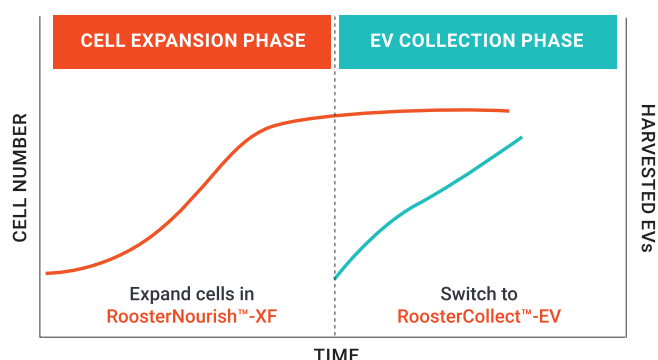 CELL EXPANSION PHASE
EV COLLECTION PHASE
CELL NUMBER
HARVESTED EVs
Expand cells in
RoosterNourish™-XF
Switch to
RoosterCollect™-EV
TIME